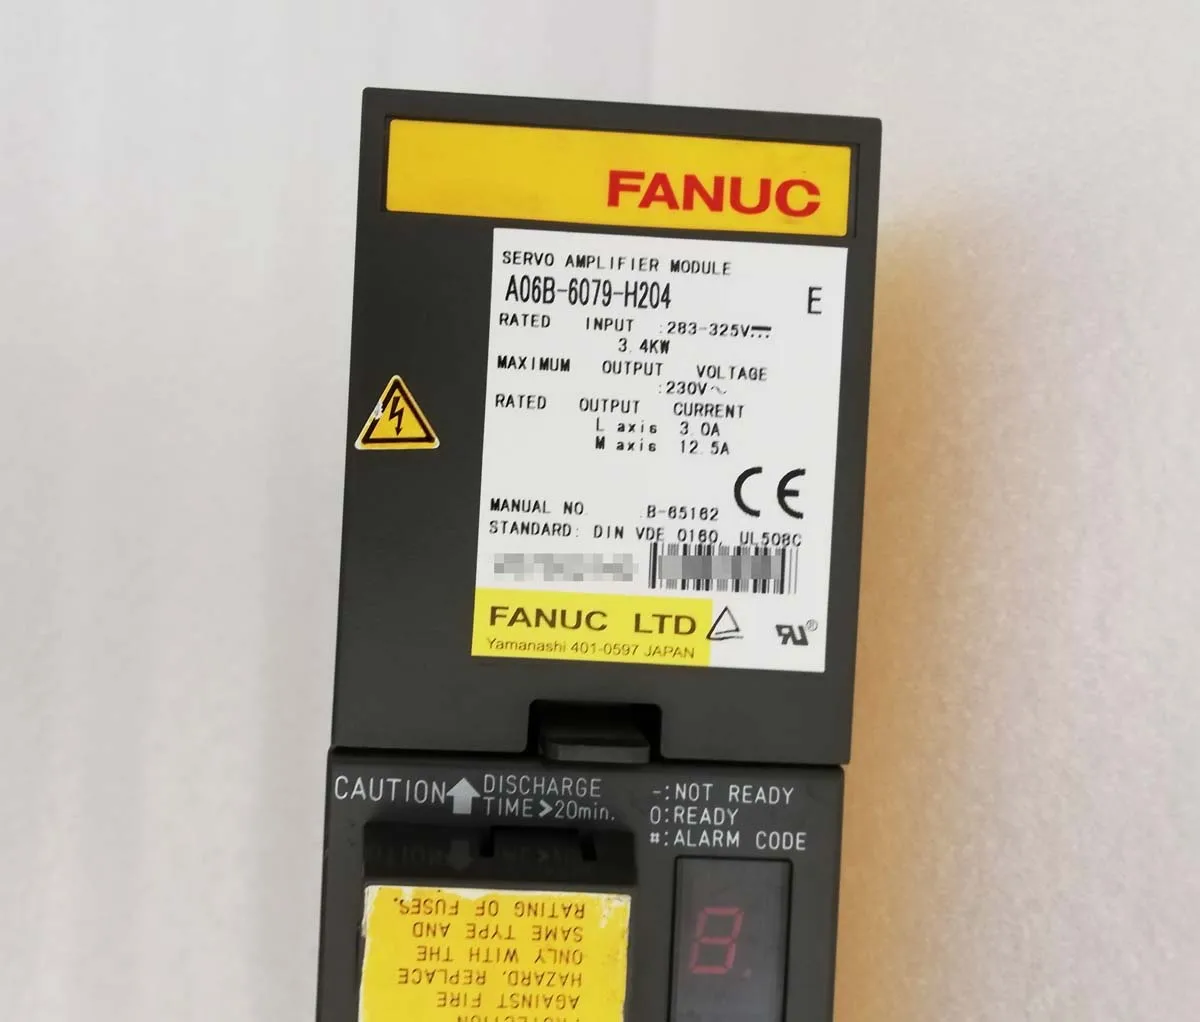 FANUC
SERVO AMPLIFIER MODULE
A06B-6079-H204 E
RATED INPUT :283-325V
3.4KW
MAXIMUM OUTPUT VOLTAGE
:230V~
RATED OUTPUT CURRENT
L axis 3.0A
M axis 12.5A
CE
MANUAL NO. B-65162
STANDARD: DIN VDE 0160, UL508C
FANUC LTD
Yamanashi 401-0597 JAPAN
CAUTION DISCHARGE
TIME>20min.
-:NOT READY
0:READY
#:ALARM CODE
8.
PROTECTION
AGAINST FIRE
HAZARD. REPLACE
ONLY WITH THE
SAME TYPE AND
RATING OF FUSES.